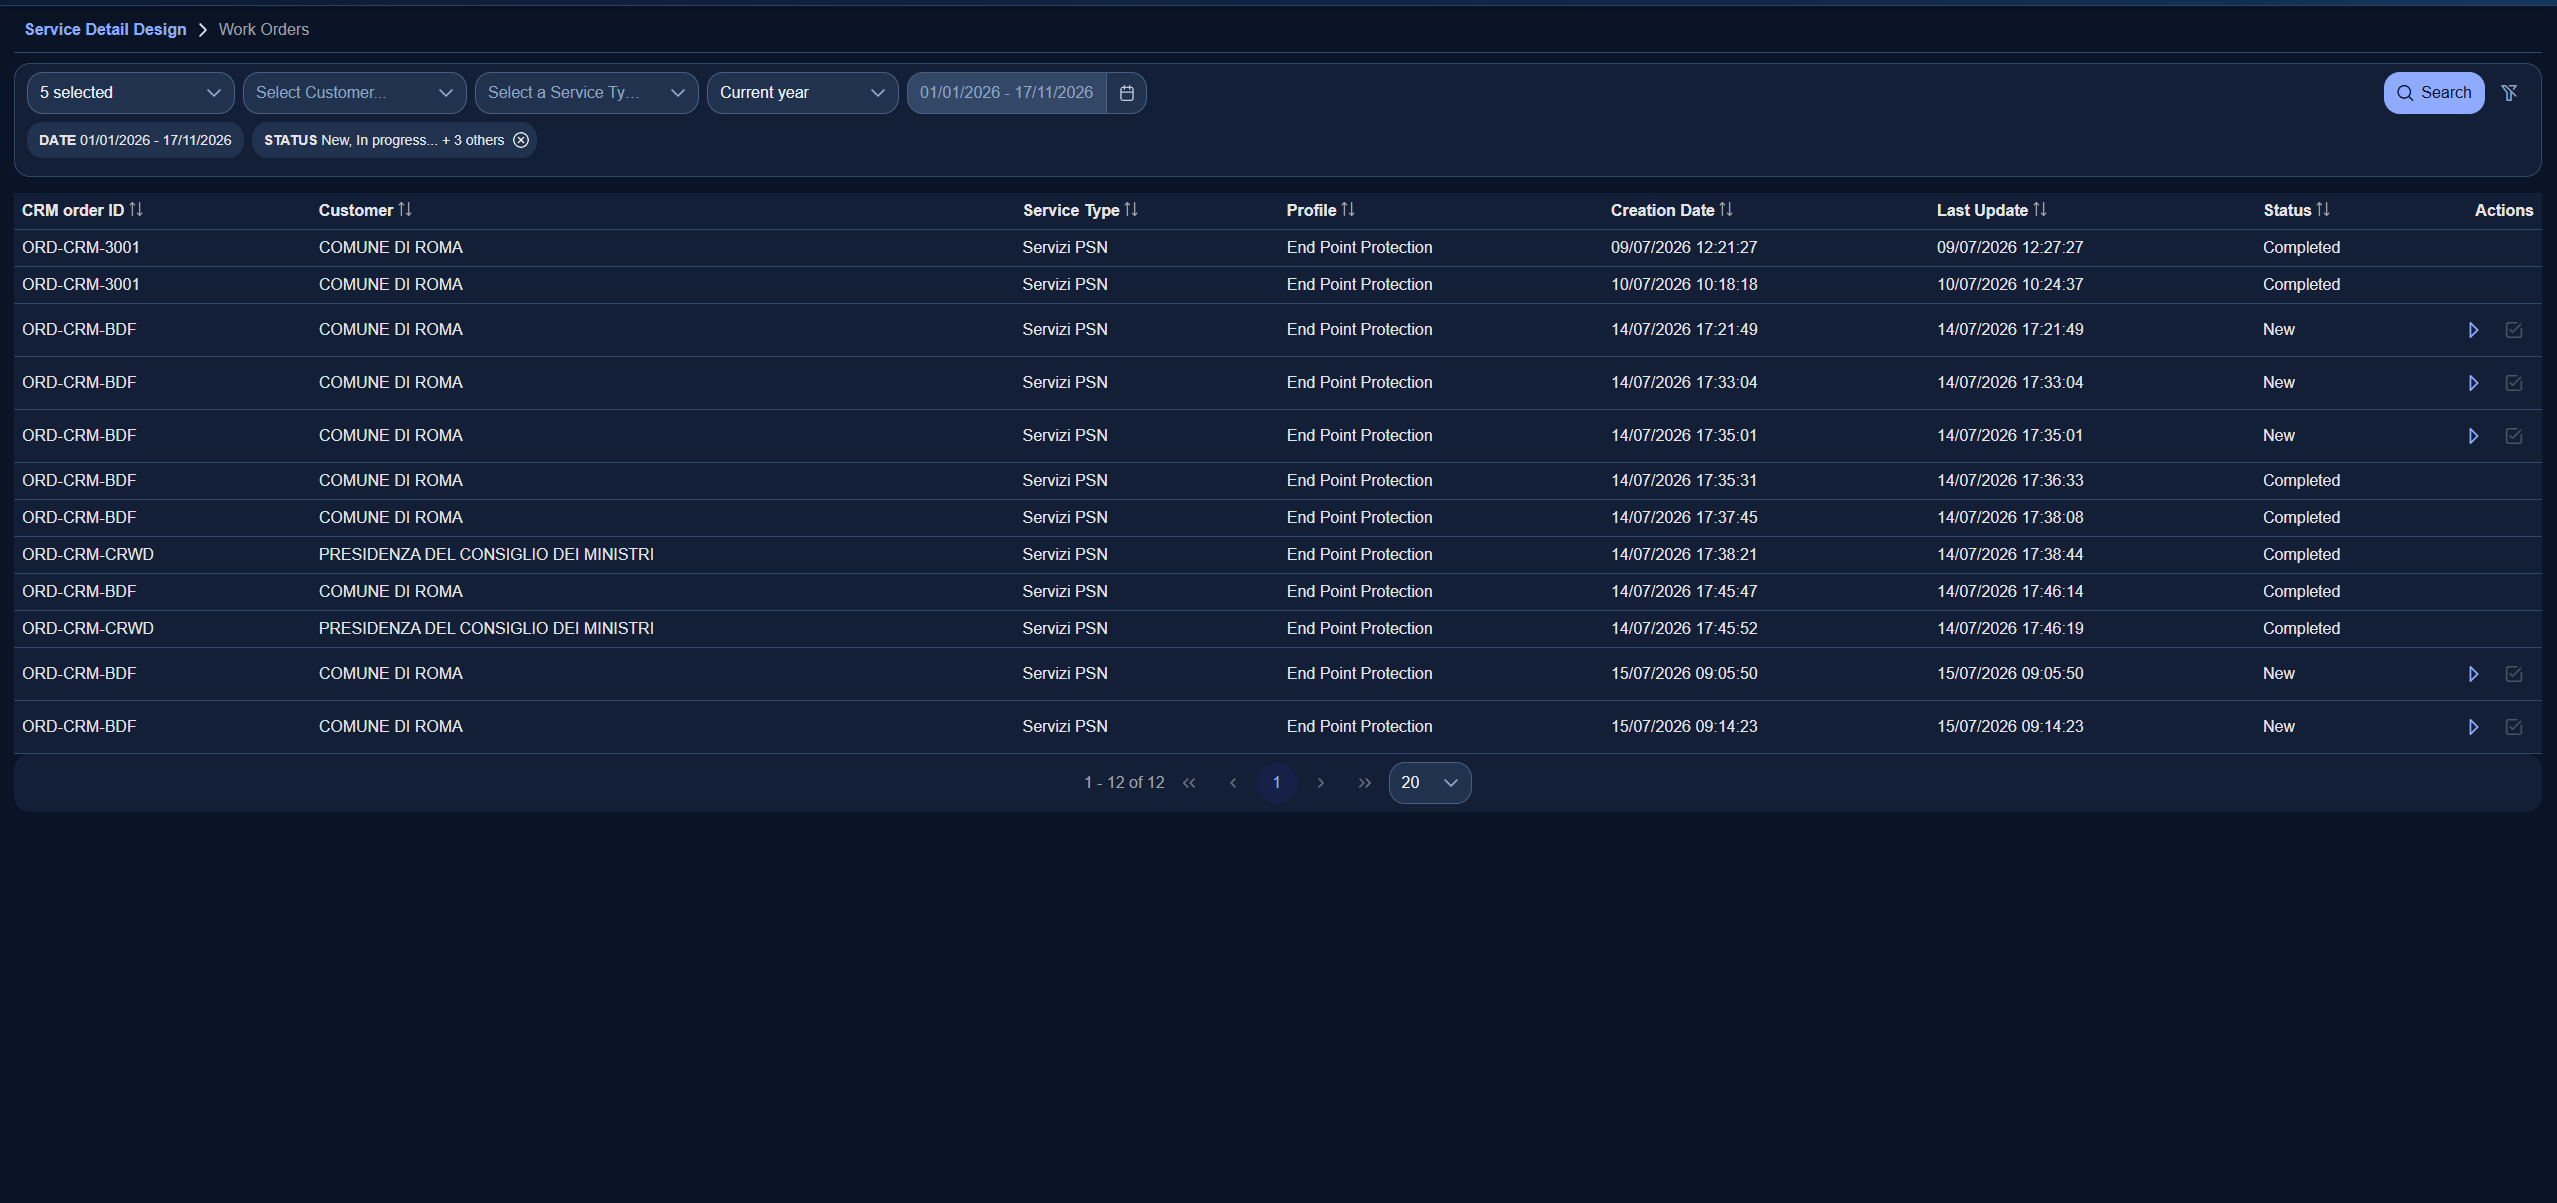 Service Detail Design > Work Orders
5 selected Select Customer... Select a Service Ty... Current year 01/01/2026 - 17/11/2026 Search
DATE 01/01/2026 - 17/11/2026 STATUS New, In progress... + 3 others
CRM order ID Customer Service Type Profile Creation Date Last Update Status Actions
ORD-CRM-3001 COMUNE DI ROMA Servizi PSN End Point Protection 09/07/2026 12:21:27 09/07/2026 12:27:27 Completed
ORD-CRM-3001 COMUNE DI ROMA Servizi PSN End Point Protection 10/07/2026 10:18:18 10/07/2026 10:24:37 Completed
ORD-CRM-BDF COMUNE DI ROMA Servizi PSN End Point Protection 14/07/2026 17:21:49 14/07/2026 17:21:49 New
ORD-CRM-BDF COMUNE DI ROMA Servizi PSN End Point Protection 14/07/2026 17:33:04 14/07/2026 17:33:04 New
ORD-CRM-BDF COMUNE DI ROMA Servizi PSN End Point Protection 14/07/2026 17:35:01 14/07/2026 17:35:01 New
ORD-CRM-BDF COMUNE DI ROMA Servizi PSN End Point Protection 14/07/2026 17:35:31 14/07/2026 17:36:33 Completed
ORD-CRM-BDF COMUNE DI ROMA Servizi PSN End Point Protection 14/07/2026 17:37:45 14/07/2026 17:38:08 Completed
ORD-CRM-CRWD PRESIDENZA DEL CONSIGLIO DEI MINISTRI Servizi PSN End Point Protection 14/07/2026 17:38:21 14/07/2026 17:38:44 Completed
ORD-CRM-BDF COMUNE DI ROMA Servizi PSN End Point Protection 14/07/2026 17:45:47 14/07/2026 17:46:14 Completed
ORD-CRM-CRWD PRESIDENZA DEL CONSIGLIO DEI MINISTRI Servizi PSN End Point Protection 14/07/2026 17:45:52 14/07/2026 17:46:19 Completed
ORD-CRM-BDF COMUNE DI ROMA Servizi PSN End Point Protection 15/07/2026 09:05:50 15/07/2026 09:05:50 New
ORD-CRM-BDF COMUNE DI ROMA Servizi PSN End Point Protection 15/07/2026 09:14:23 15/07/2026 09:14:23 New
1 - 12 of 12 « ‹ 1 › » 20